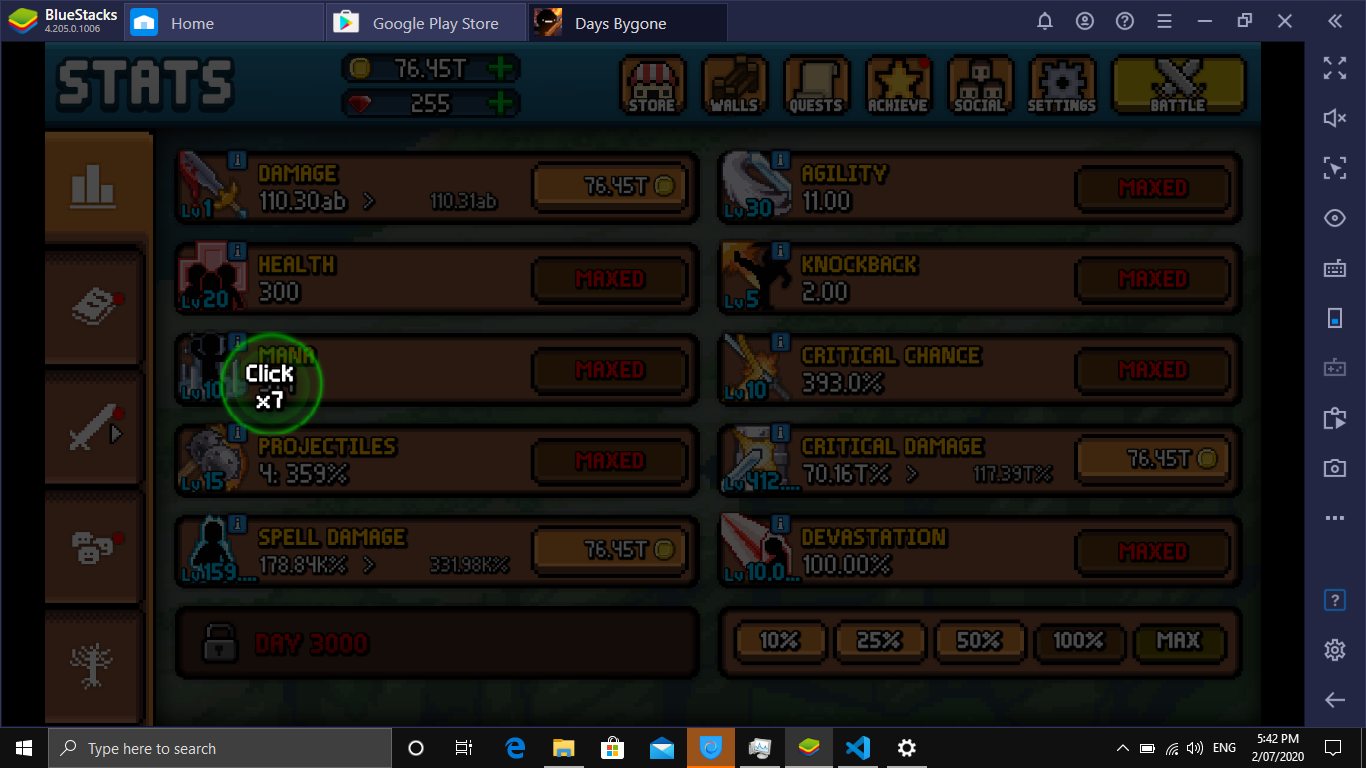 BlueStacks
4.205.0.1006
Home
Google Play Store
Days Bygone
STATS
76.45T
255
STORE
WALLS
QUESTS
ACHIEVE
SOCIAL
SETTINGS
BATTLE
DAMAGE
110.30ab > 110.31ab
Lv1
76.45T
AGILITY
11.00
Lv30
MAXED
HEALTH
300
Lv20
MAXED
KNOCKBACK
2.00
Lv5
MAXED
MANA
Lv10
MAXED
Click
x7
CRITICAL CHANCE
393.0%
Lv10
MAXED
PROJECTILES
4: 359%
Lv15
MAXED
CRITICAL DAMAGE
70.16T% > 117.39T%
Lv412....
76.45T
SPELL DAMAGE
178.84K% > 331.98K%
Lv159....
76.45T
DEVASTATION
100.00%
Lv10.0...
MAXED
DAY 3000
10%
25%
50%
100%
MAX
Type here to search
ENG
5:42 PM
2/07/2020